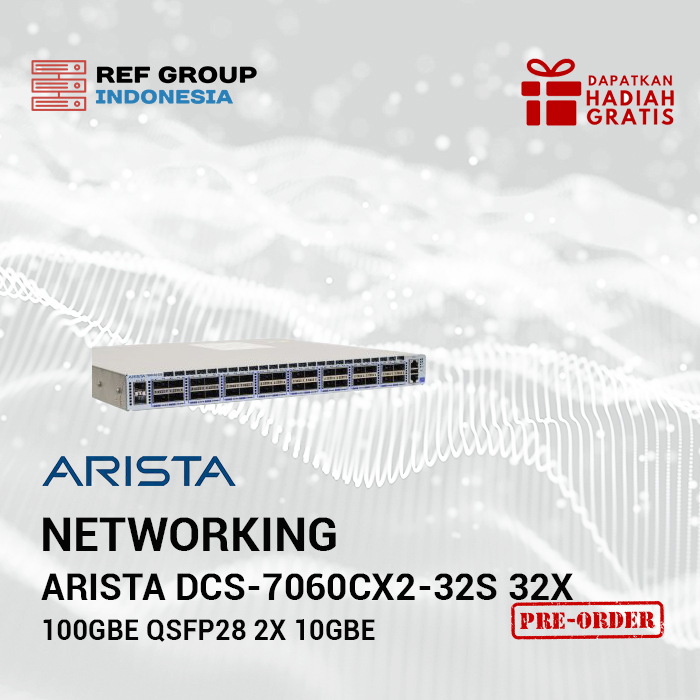 REF GROUP
INDONESIA
DAPATKAN
HADIAH
GRATIS
ARISTA
NETWORKING
ARISTA DCS-7060CX2-32S 32X
100GBE QSFP28 2X 10GBE
PRE-ORDER